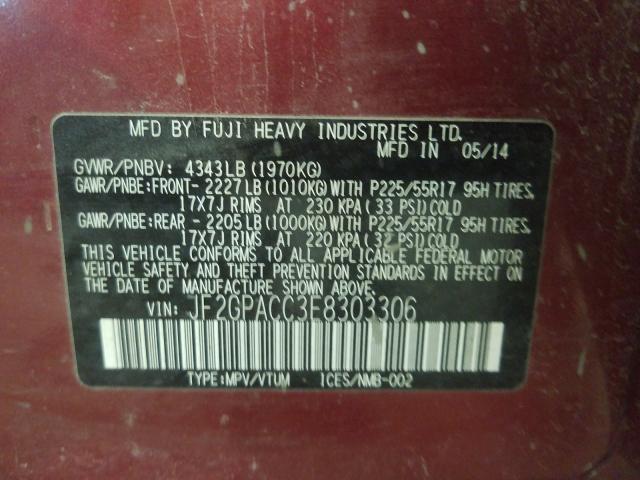 MFD BY FUJI HEAVY INDUSTRIES LTD.
MFD IN 05/14
GVWR/PNBV: 4343LB (1970KG)
GAWR/PNBE:FRONT- 2227 LB (1010KG) WITH P225/55R17 95H TIRES,
17X7J RIMS AT 230 KPA ( 33 PSI) COLD
GAWR/PNBE:REAR - 2205 LB (1000KG) WITH P225/55R17 95H TIRES,
17X7J RIMS AT 220 KPA ( 32 PSI) COLD
THIS VEHICLE CONFORMS TO ALL APPLICABLE FEDERAL MOTOR
VEHICLE SAFETY AND THEFT PREVENTION STANDARDS IN EFFECT ON
THE DATE OF MANUFACTURE SHOWN ABOVE.
VIN: JF2GPACC3E8303306
TYPE:MPV/VTUM ICES/NMB-002